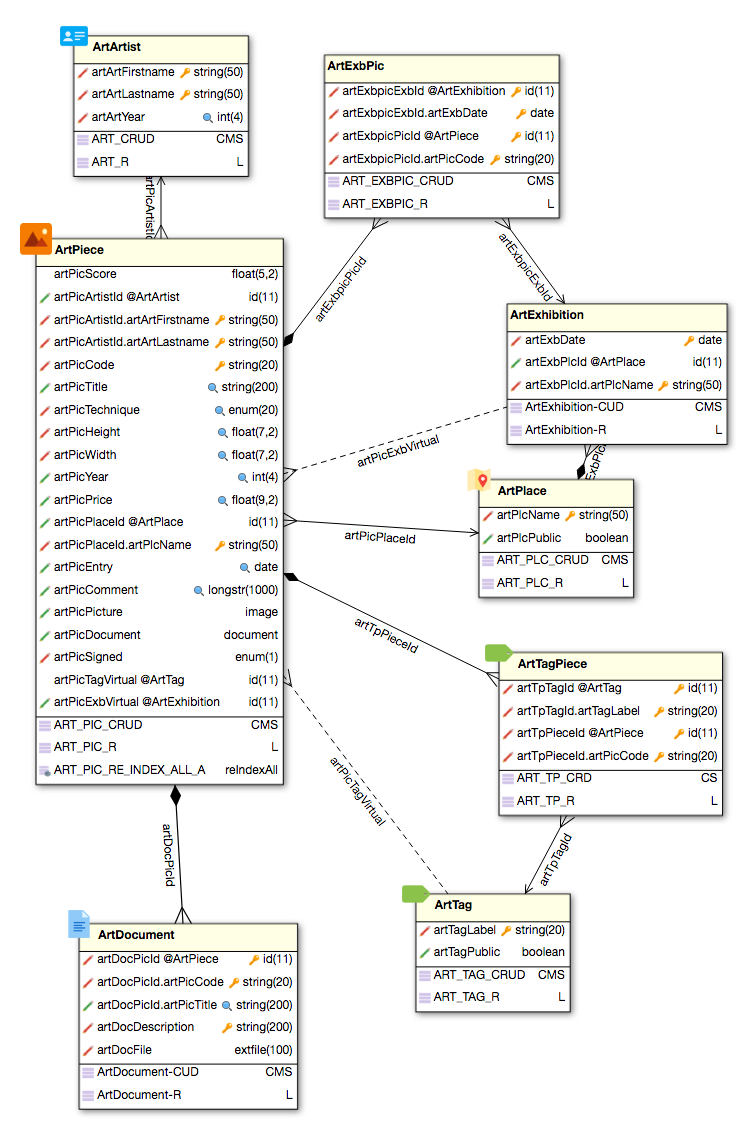 ArtArtist
artArtFirstname string(50)
artArtLastname string(50)
artArtYear int(4)
ART_CRUD CMS
ART_R L
ArtExbPic
artExbpicExbId @ArtExhibition id(11)
artExbpicExbId.artExbDate date
artExbpicPicId @ArtPiece id(11)
artExbpicPicId.artPicCode string(20)
ART_EXBPIC_CRUD CMS
ART_EXBPIC_R L
artExbpicPicId
artExbpicExbId
ArtPiece
artPicScore float(5,2)
artPicArtistId @ArtArtist id(11)
artPicArtistId.artArtFirstname string(50)
artPicArtistId.artArtLastname string(50)
artPicCode string(20)
artPicTitle string(200)
artPicTechnique enum(20)
artPicHeight float(7,2)
artPicWidth float(7,2)
artPicYear int(4)
artPicPrice float(9,2)
artPicPlaceId @ArtPlace id(11)
artPicPlaceId.artPlcName string(50)
artPicEntry date
artPicComment longstr(1000)
artPicPicture image
artPicDocument document
artPicSigned enum(1)
artPicTagVirtual @ArtTag id(11)
artPicExbVirtual @ArtExhibition id(11)
ART_PIC_CRUD CMS
ART_PIC_R L
ART_PIC_RE_INDEX_ALL_A reIndexAll
ArtExhibition
artExbDate date
artExbPlcId @ArtPlace id(11)
artExbPlcId.artPlcName string(50)
ArtExhibition-CUD CMS
ArtExhibition-R L
artPicExbVirtual
ArtPlace
artPlcName string(50)
artPlcPublic boolean
ART_PLC_CRUD CMS
ART_PLC_R L
artPicPlaceId
artTpPieceId
ArtTagPiece
artTpTagId @ArtTag id(11)
artTpTagId.artTagLabel string(20)
artTpPieceId @ArtPiece id(11)
artTpPieceId.artPicCode string(20)
ART_TP_CRD CS
ART_TP_R L
artPicTagVirtual
artTpTagId
artDocPicId
ArtTag
artTagLabel string(20)
artTagPublic boolean
ART_TAG_CRUD CMS
ART_TAG_R L
ArtDocument
artDocPicId @ArtPiece id(11)
artDocPicId.artPicCode string(20)
artDocPicId.artPicTitle string(200)
artDocDescription string(200)
artDocFile extfile(100)
ArtDocument-CUD CMS
ArtDocument-R L